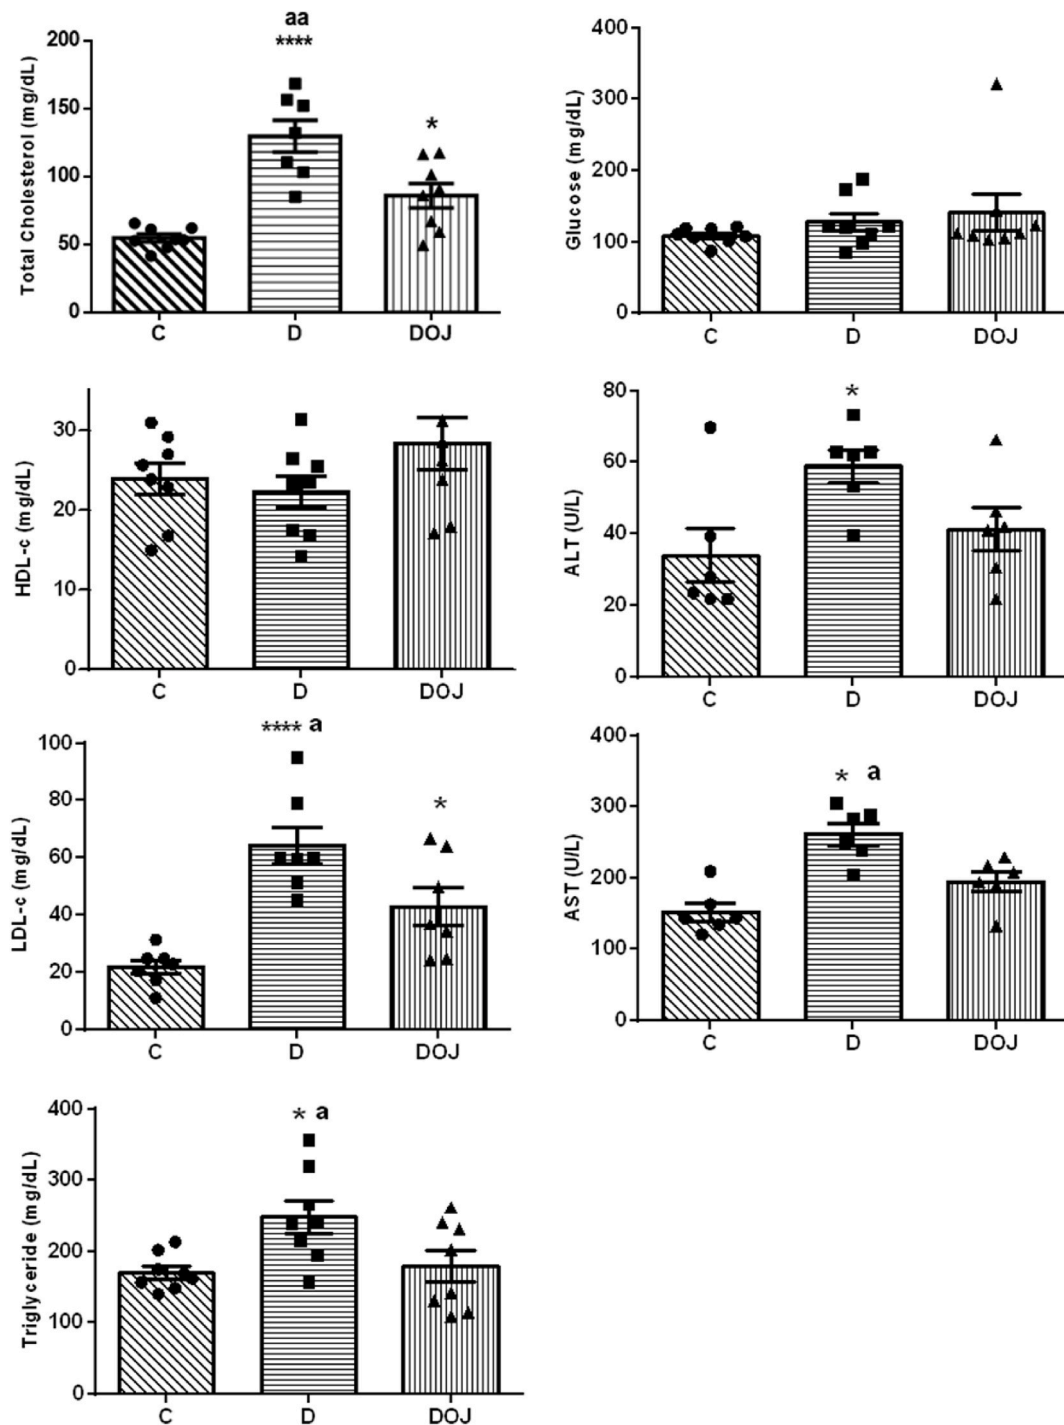 aa
****
*
200
150
100
50
0
Total Cholesterol (mg/dL)
C D DOJ
400
300
200
100
0
Glucose (mg/dL)
C D DOJ
30
20
10
0
HDL-c (mg/dL)
C D DOJ
*
80
60
40
20
0
ALT (U/L)
C D DOJ
**** a
*
100
80
60
40
20
0
LDL-c (mg/dL)
C D DOJ
* a
400
300
200
100
0
AST (U/L)
C D DOJ
* a
400
300
200
100
0
Triglyceride (mg/dL)
C D DOJ